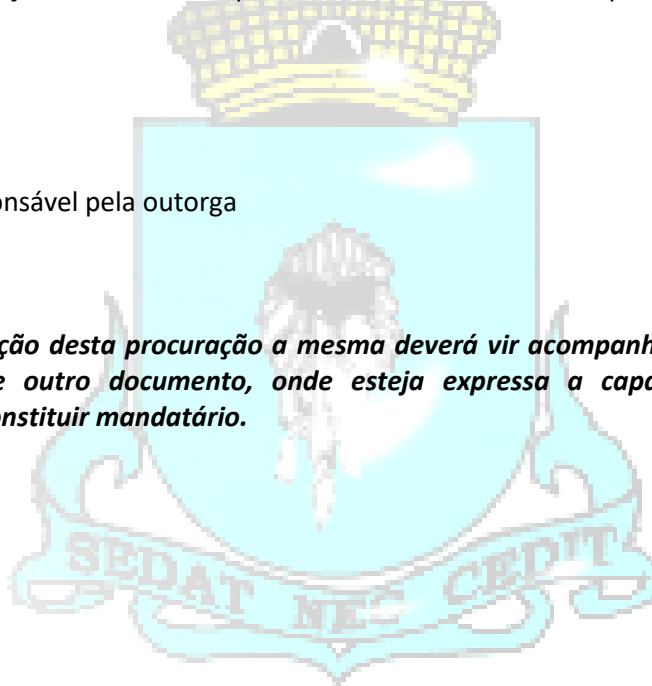 onsável pela outorga
ção desta procuração a mesma deverá vir acompanh
e outro documento, onde esteja expressa a capa
onstituir mandatário.
SEDAT NEC CEDIT